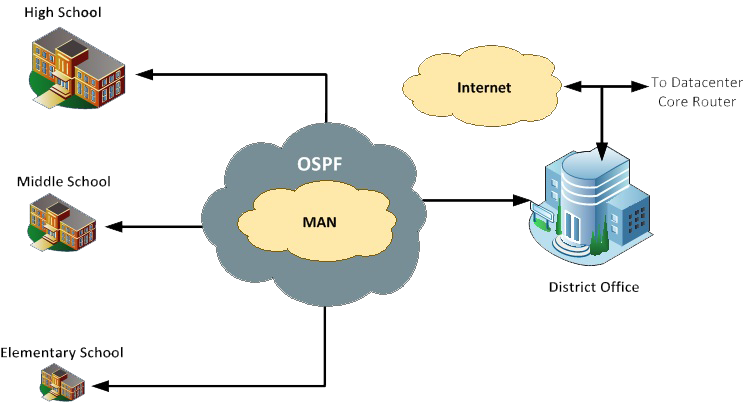 High School
Internet
To Datacenter
Core Router
OSPF
Middle School
MAN
District Office
Elementary School